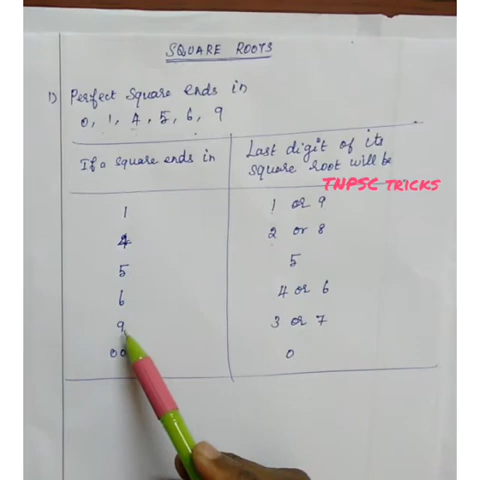 SQUARE ROOTS
1) Perfect Square ends in
0, 1, 4, 5, 6, 9
If a square ends in
Last digit of its
square root will be
TNPSC TRICKS
1
1 or 9
4
2 or 8
5
5
6
4 or 6
9
3 or 7
00
0